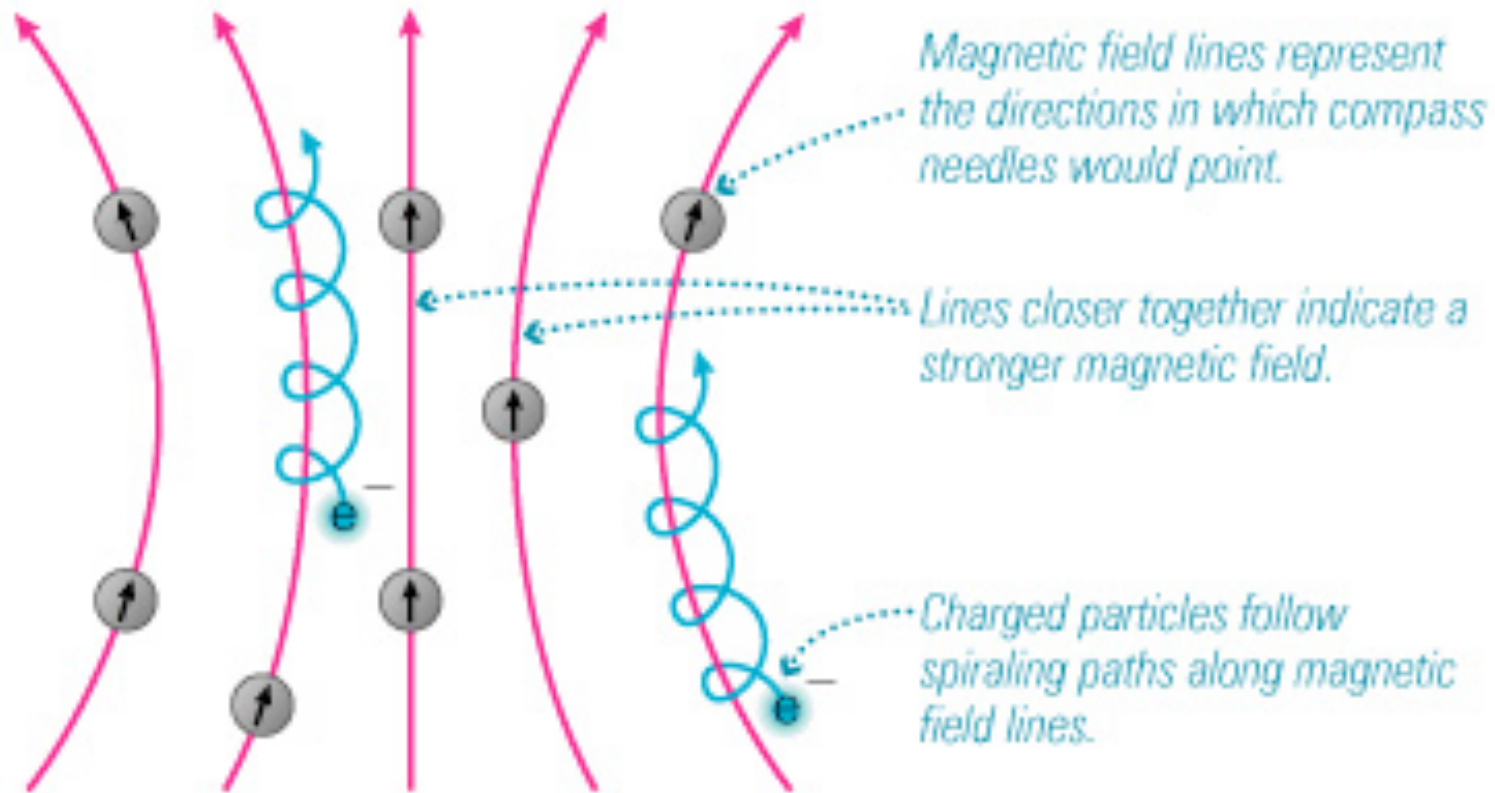 Magnetic field lines represent
the directions in which compass
needles would point.
Lines closer together indicate a
stronger magnetic field.
e−
e−
Charged particles follow
spiraling paths along magnetic
field lines.